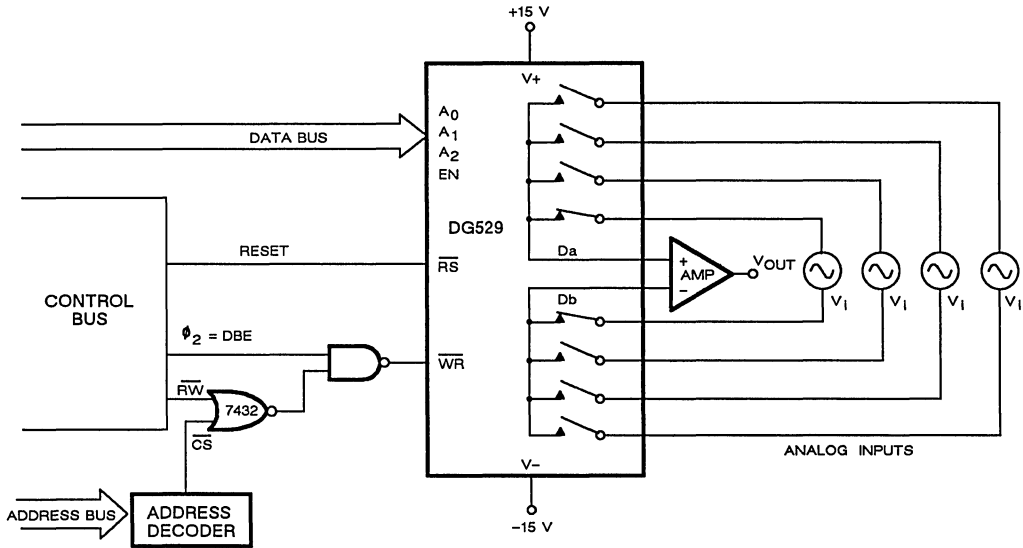 +15 V
V+
A0
A1
A2
EN
DATA BUS
DG529
RESET
RS
Da
+
AMP
−
VOUT
Vi
Vi
Vi
Vi
CONTROL
BUS
Db
ϕ2 = DBE
WR
RW
7432
CS
ANALOG INPUTS
V−
ADDRESS BUS
ADDRESS
DECODER
−15 V